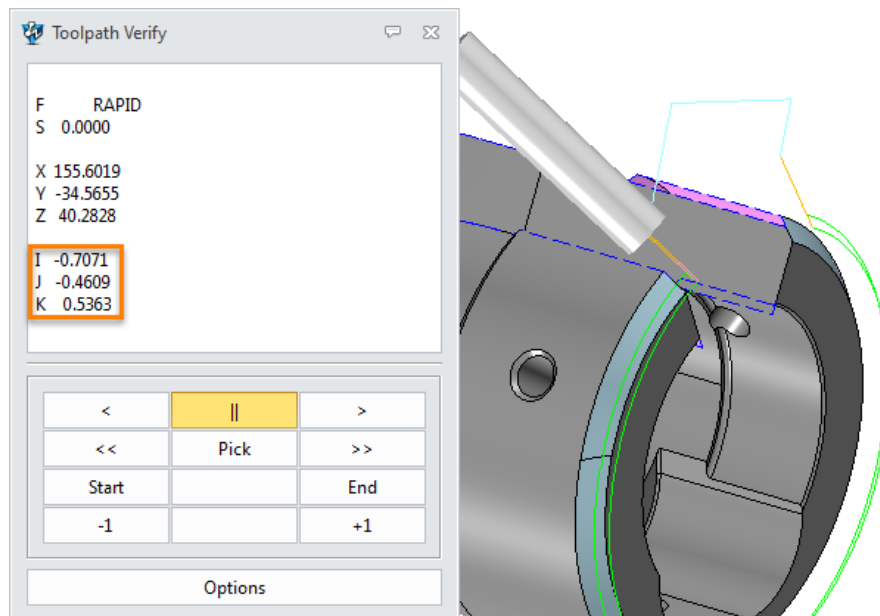 Toolpath Verify
F RAPID
S 0.0000
X 155.6019
Y -34.5655
Z 40.2828
I -0.7071
J -0.4609
K 0.5363
< || >
<< Pick >>
Start End
-1 +1
Options